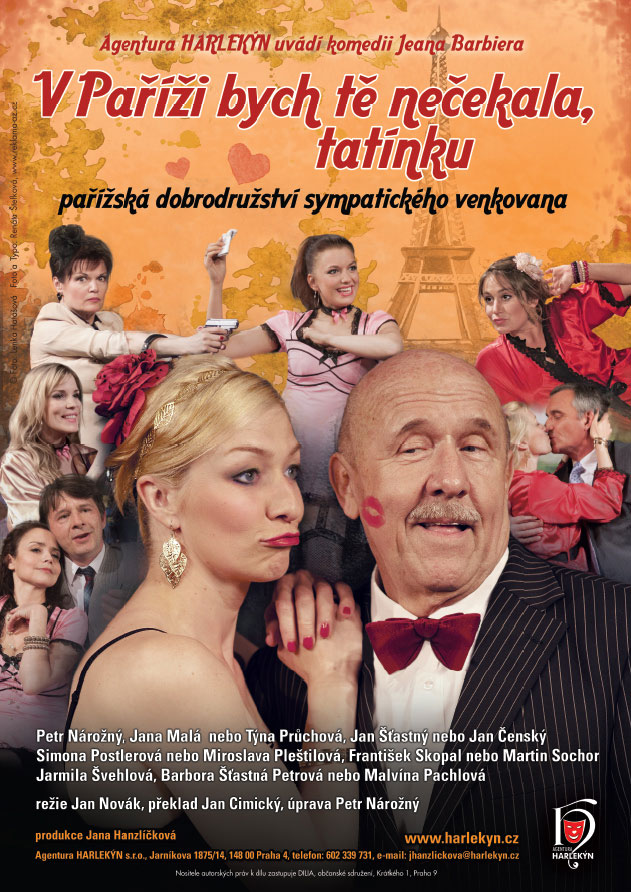 Agentura HARLEKÝN uvádí komedii Jeana Barbiera
V Paříži bych tě nečekala,
tatínku
pařížská dobrodružství sympatického venkovana
Petr Nárožný, Jana Malá nebo Týna Průchová, Jan Šťastný nebo Jan Čenský
Simona Postlerová nebo Miroslava Pleštilová, František Skopal nebo Martin Sochor
Jarmila Švehlová, Barbora Šťastná Petrová nebo Malvína Pachlová
režie Jan Novák, překlad Jan Cimický, úprava Petr Nárožný
produkce Jana Hanzlíčková
www.harlekyn.cz
Agentura HARLEKÝN s.r.o., Jarníkova 1875/14, 148 00 Praha 4, telefon: 602 339 731, e-mail: jhanzlickova@harlekyn.cz
AGENTURA
HARLEKÝN
Nositele autorských práv k dílu zastupuje DILIA, občanské sdružení, Krátkého 1, Praha 9